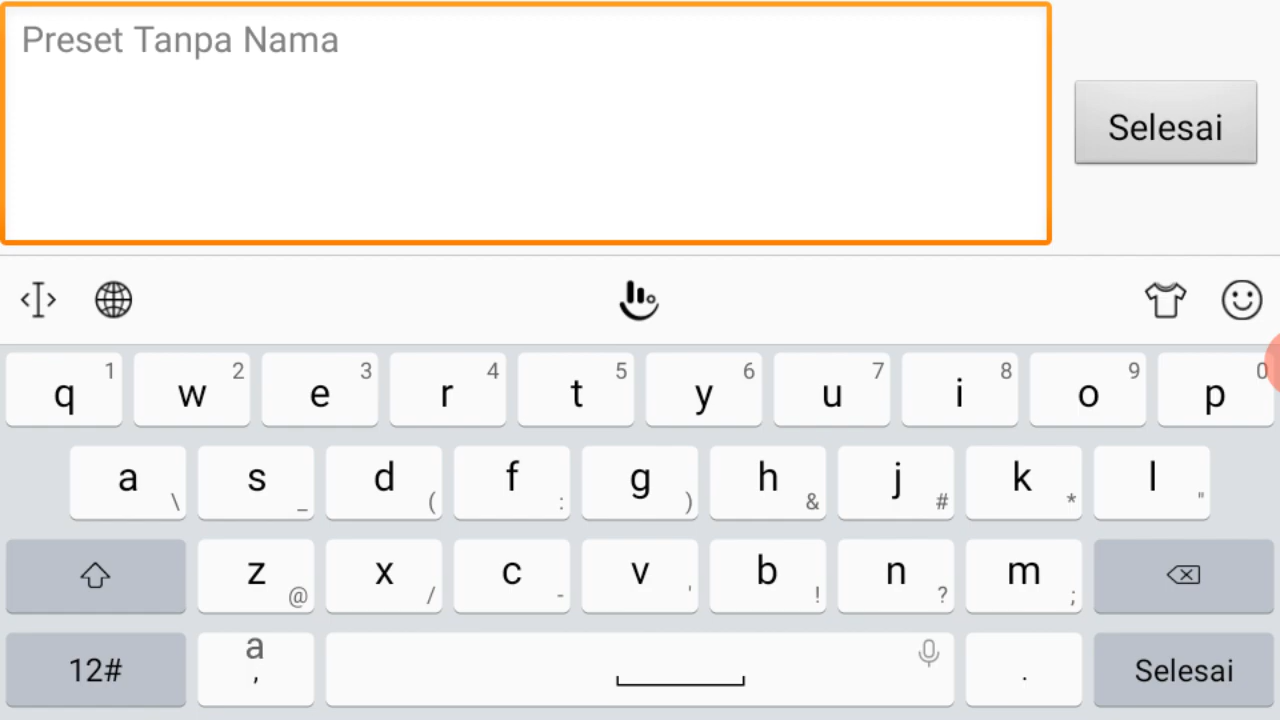 Preset Tanpa Nama
Selesai
q 1 w 2 e 3 r 4 t 5 y 6 u 7 i 8 o 9 p 0
a \ s _ d ( f : g ) h & j # k * l "
z @ x / c - v ' b ! n ? m ;
12# a , . Selesai